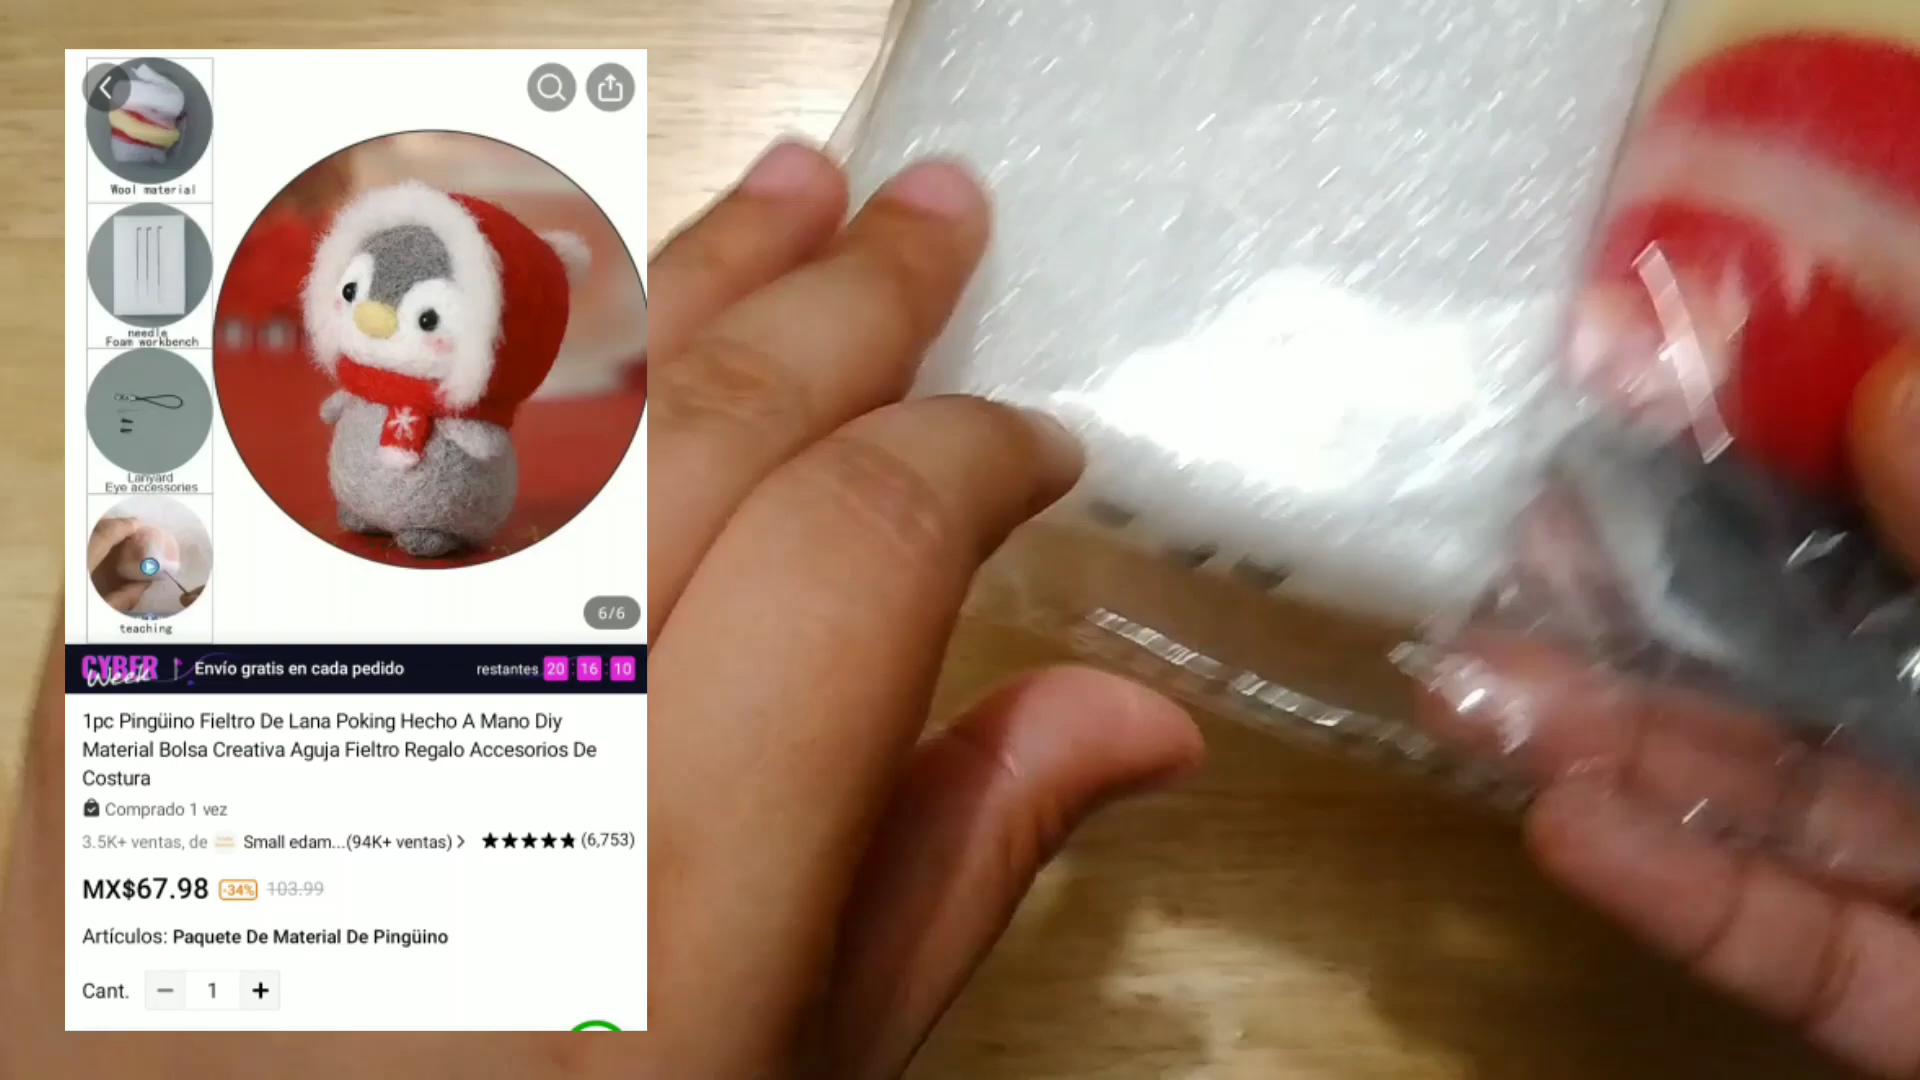 Wool material
needle
Foam workbench
Lanyard
Eye accessories
teaching
6/6
CYBER
Week
Envío gratis en cada pedido
restantes 20 : 16 : 10
1pc Pingüino Fieltro De Lana Poking Hecho A Mano Diy
Material Bolsa Creativa Aguja Fieltro Regalo Accesorios De
Costura
Comprado 1 vez
3.5K+ ventas, de Small edam...(94K+ ventas) > (6,753)
MX$67.98 -34% 103.99
Artículos: Paquete De Material De Pingüino
Cant. − 1 +